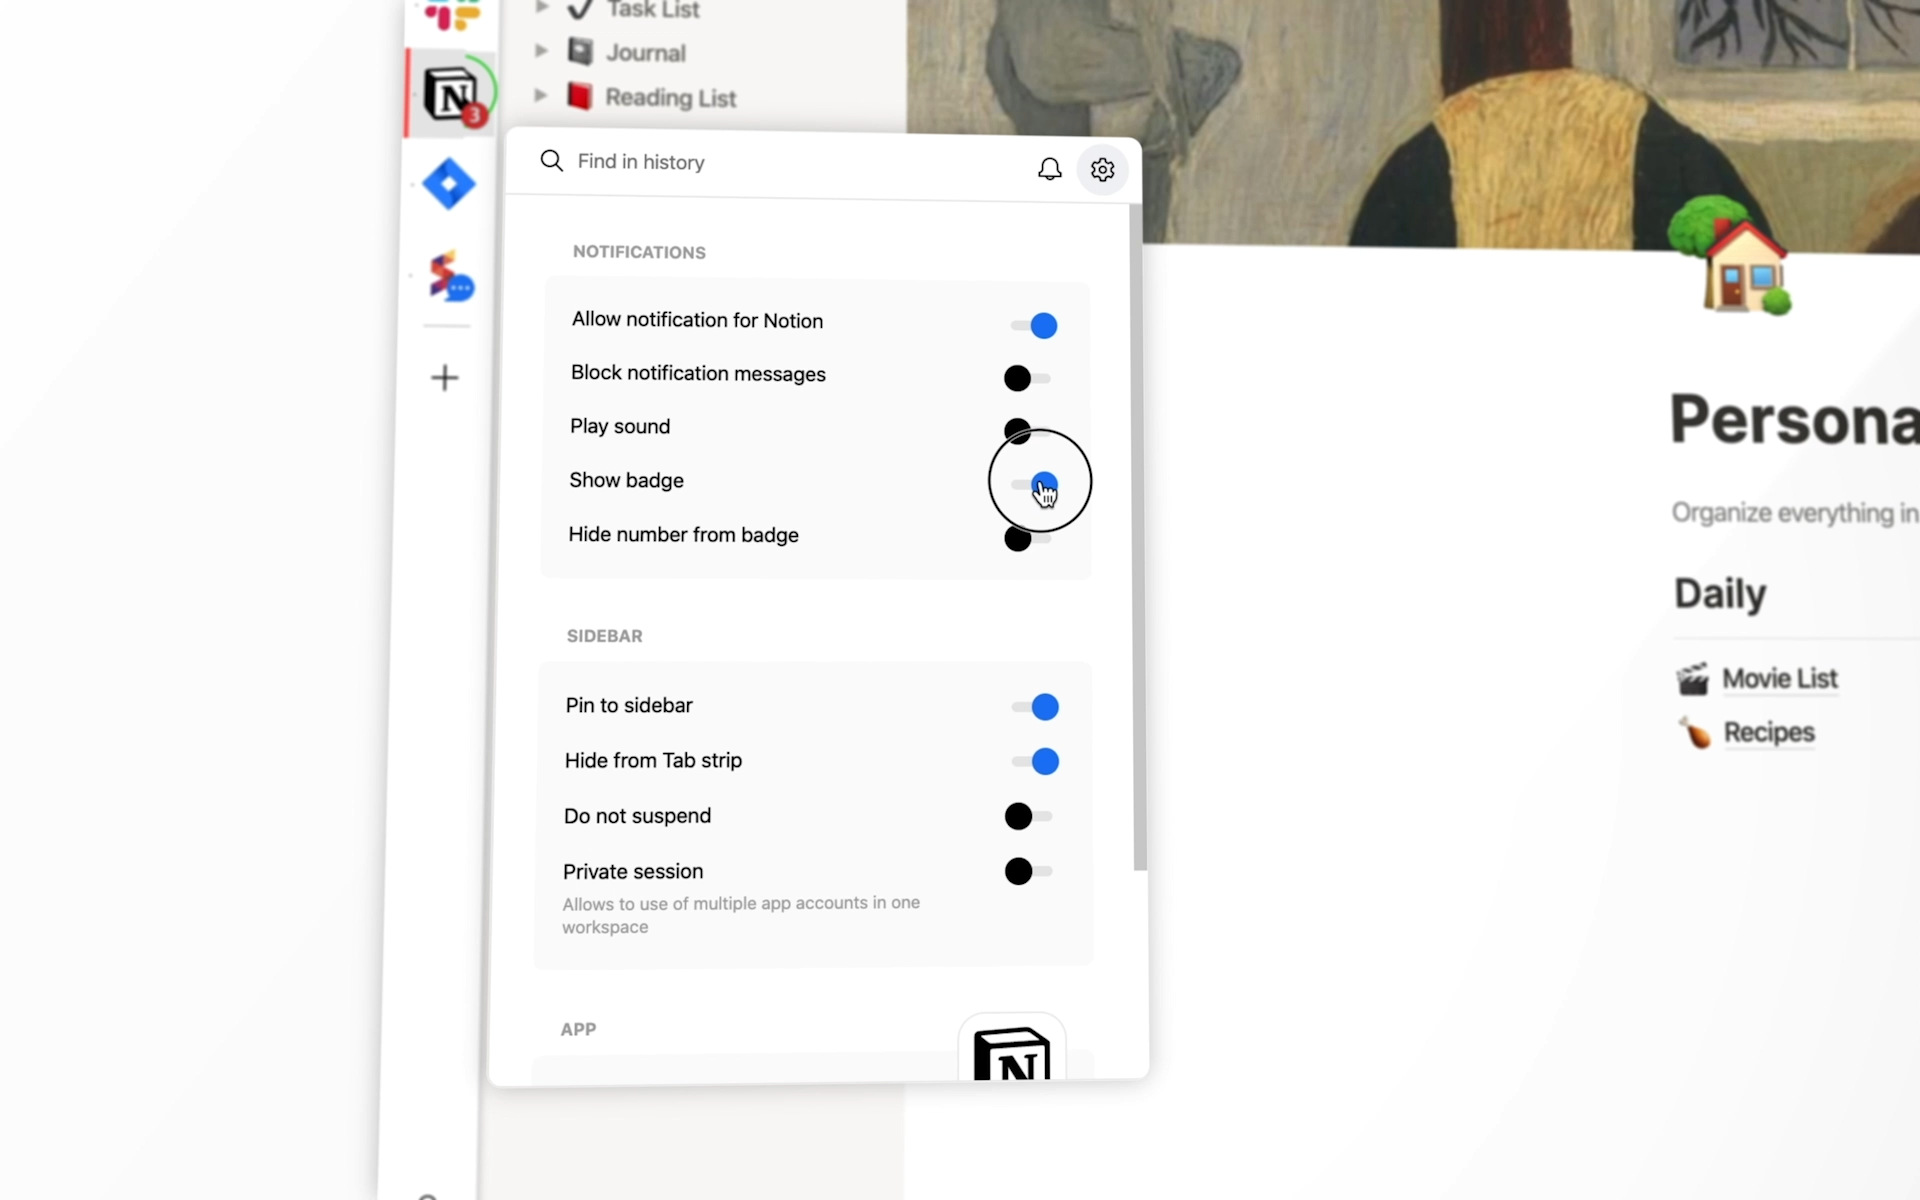 Task List
Journal
Reading List
N
3
Find in history
NOTIFICATIONS
Allow notification for Notion
Block notification messages
Play sound
Show badge
Hide number from badge
SIDEBAR
Pin to sidebar
Hide from Tab strip
Do not suspend
Private session
Allows to use of multiple app accounts in one
workspace
APP
N
Persona
Organize everything in
Daily
Movie List
Recipes